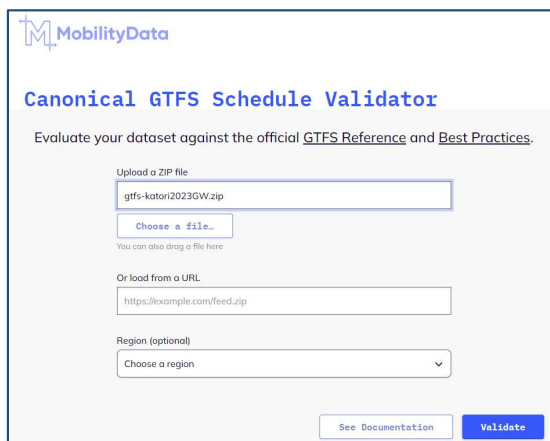 MobilityData
Canonical GTFS Schedule Validator
Evaluate your dataset against the official GTFS Reference and Best Practices.
Upload a ZIP file
gtfs-katori2023GW.zip
Choose a file…
You can also drag a file here
Or load from a URL
https://example.com/feed.zip
Region (optional)
Choose a region
See Documentation
Validate